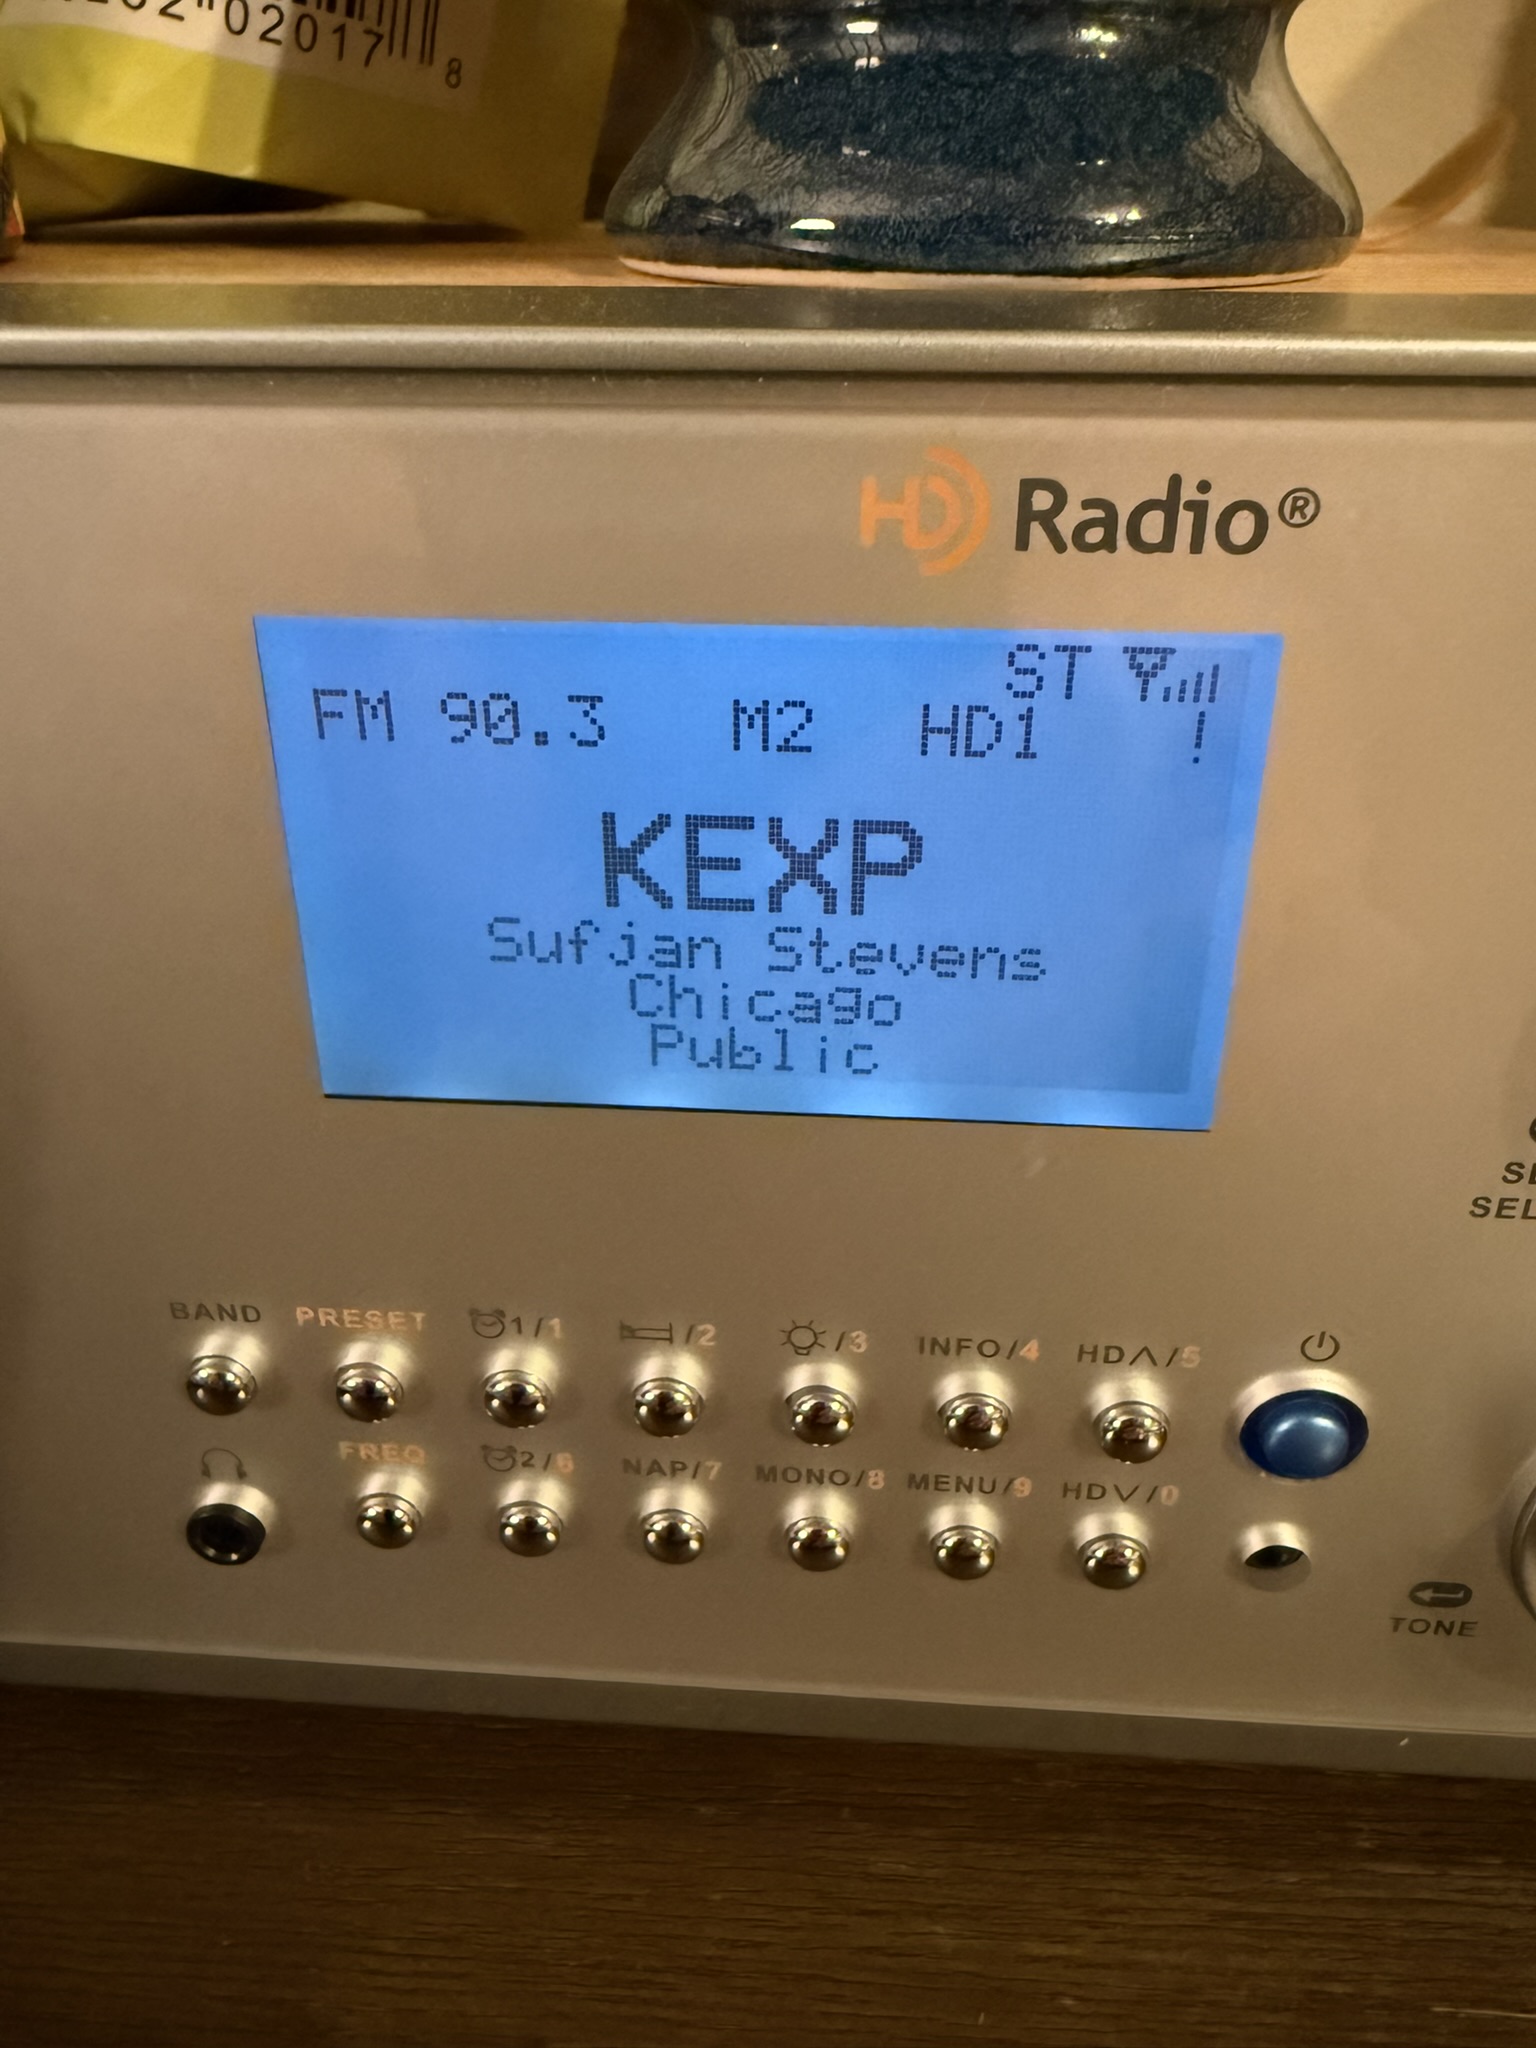 02017 8
HD Radio®
ST
FM 90.3 M2 HD1 !
KEXP
Sufjan Stevens
Chicago
Public
SEL
BAND PRESET 1/1 /2 /3 INFO/4 HD∧/5
FREQ 2/6 NAP/7 MONO/8 MENU/9 HD∨/0
TONE